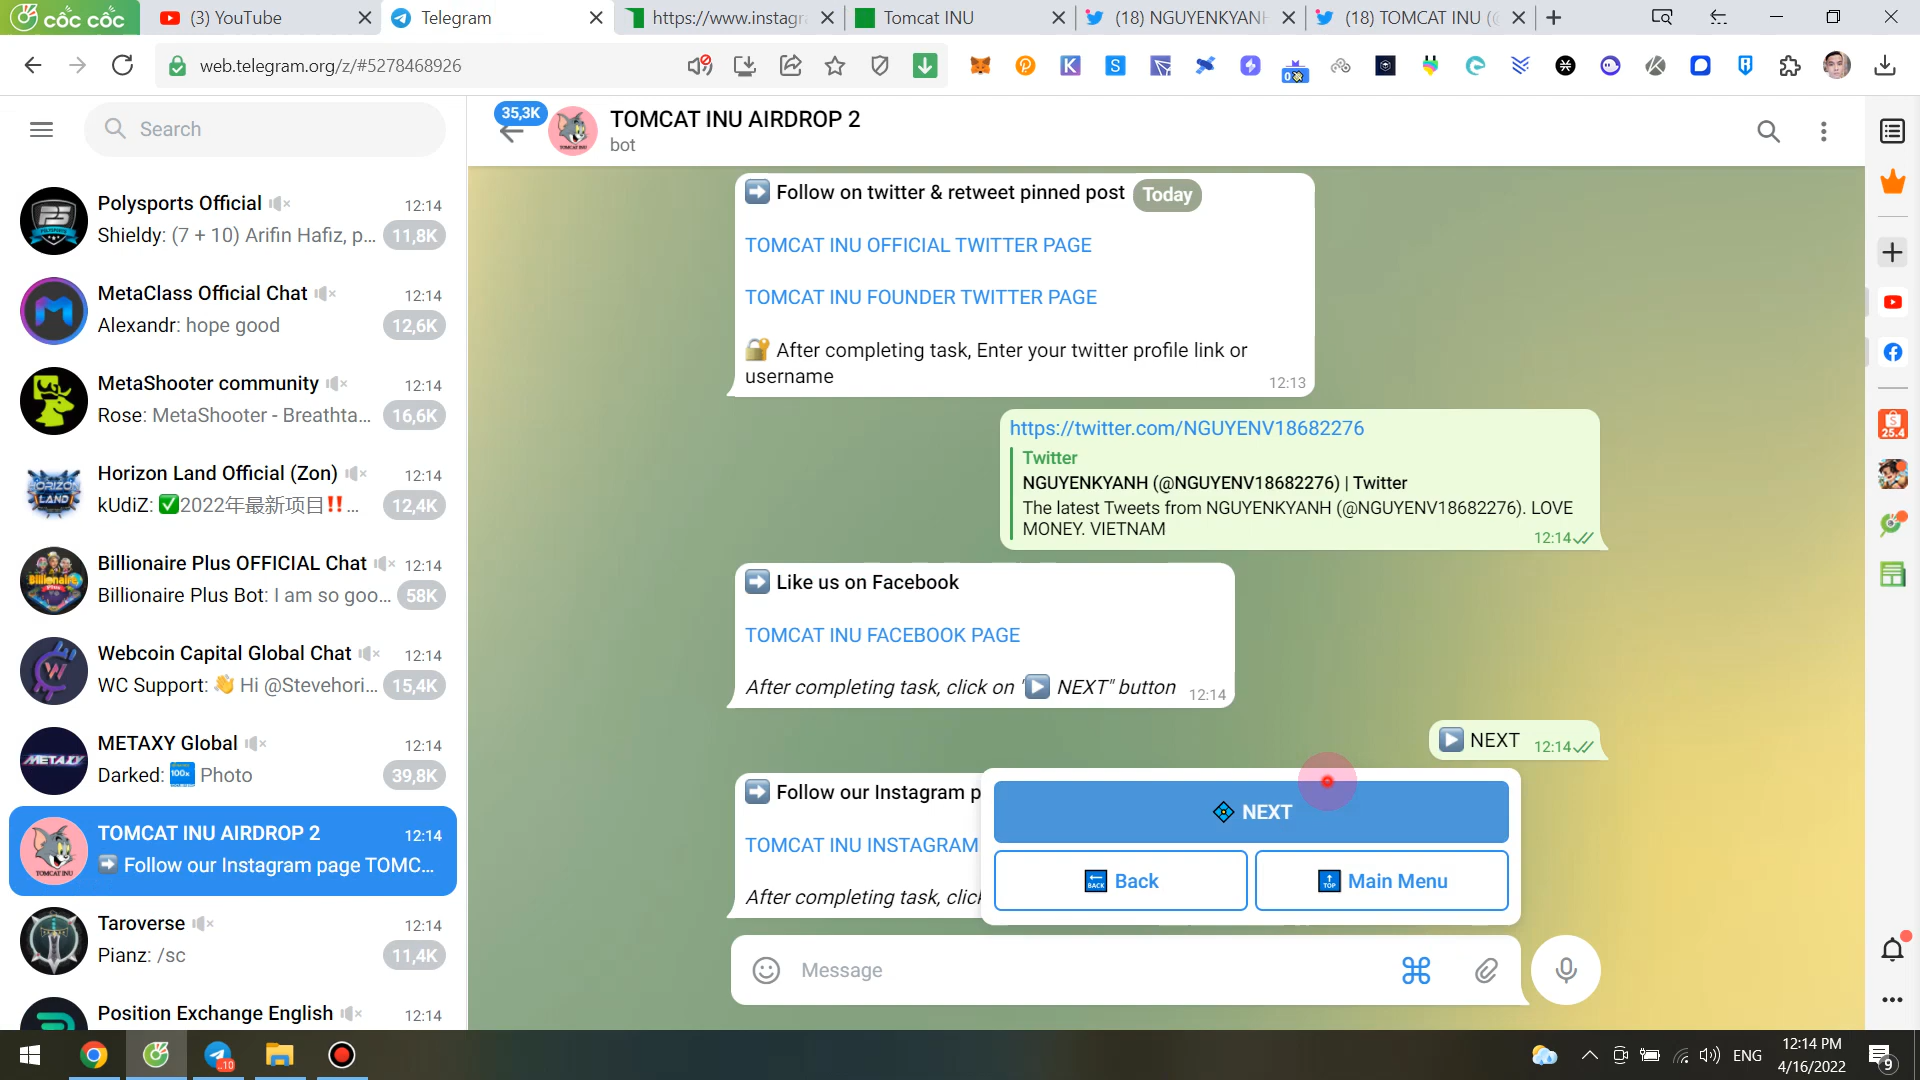 cốc cốc
(3) YouTube
Telegram
https://www.instagra
Tomcat INU
(18) NGUYENKYANH
(18) TOMCAT INU (@
web.telegram.org/z/#5278468926
Search
35,3K
TOMCAT INU AIRDROP 2
bot
Polysports Official
12:14
Shieldy: (7 + 10) Arifin Hafiz, p...
11,8K
MetaClass Official Chat
12:14
Alexandr: hope good
12,6K
MetaShooter community
12:14
Rose: MetaShooter - Breathta...
16,6K
Horizon Land Official (Zon)
12:14
kUdiZ: ✅2022年最新项目‼️...
12,4K
Billionaire Plus OFFICIAL Chat
12:14
Billionaire Plus Bot: I am so goo...
58K
Webcoin Capital Global Chat
12:14
WC Support: 👋 Hi @Stevehori...
15,4K
METAXY Global
12:14
Darked: Photo
39,8K
TOMCAT INU AIRDROP 2
12:14
➡️ Follow our Instagram page TOMC...
Taroverse
12:14
Pianz: /sc
11,4K
Position Exchange English
12:14
➡️ Follow on twitter & retweet pinned post
Today
TOMCAT INU OFFICIAL TWITTER PAGE
TOMCAT INU FOUNDER TWITTER PAGE
🔐 After completing task, Enter your twitter profile link or
username
12:13
https://twitter.com/NGUYENV18682276
Twitter
NGUYENKYANH (@NGUYENV18682276) | Twitter
The latest Tweets from NGUYENKYANH (@NGUYENV18682276). LOVE
MONEY. VIETNAM
12:14
➡️ Like us on Facebook
TOMCAT INU FACEBOOK PAGE
After completing task, click on "▶️ NEXT" button
12:14
▶️ NEXT
12:14
➡️ Follow our Instagram p
TOMCAT INU INSTAGRAM
After completing task, clic
💠 NEXT
🔙 Back
🔝 Main Menu
Message
25.4
ENG
12:14 PM
4/16/2022
9